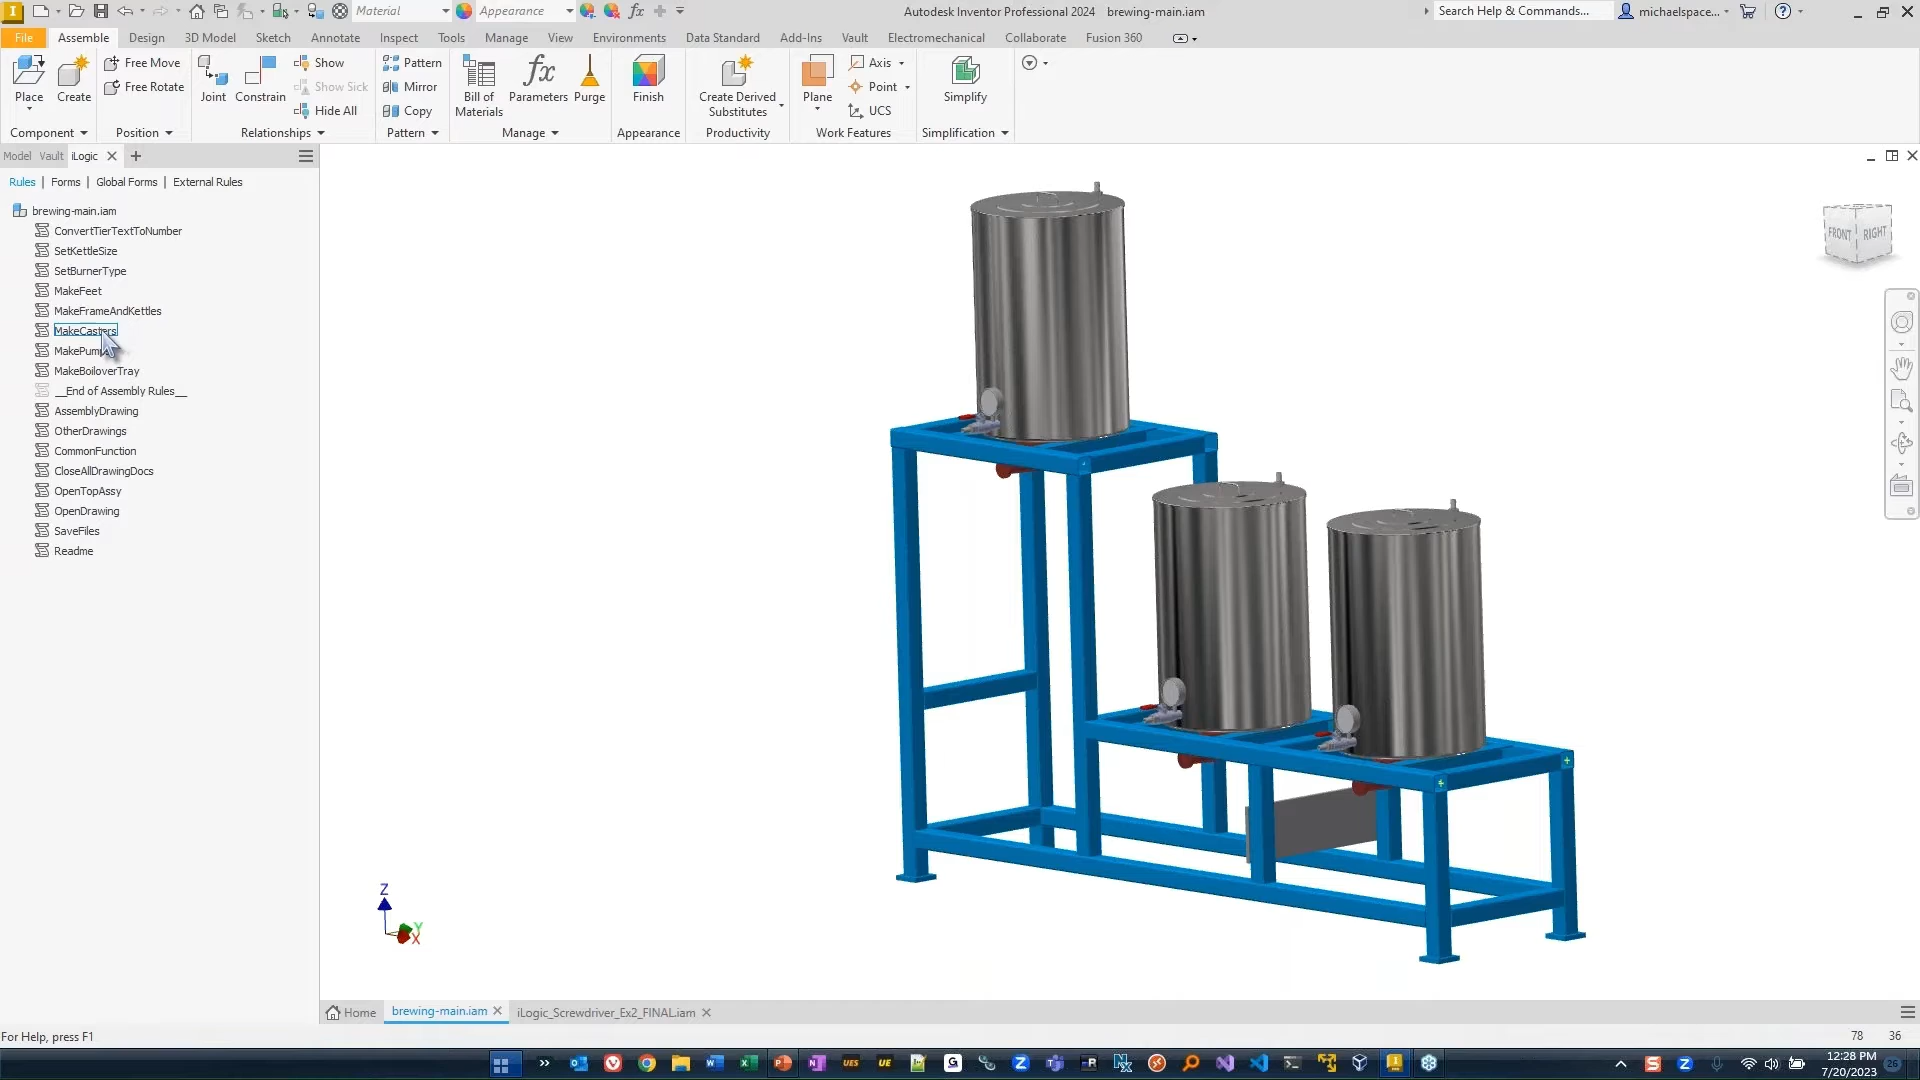 Material
Appearance
fx
Autodesk Inventor Professional 2024 brewing-main.iam
Search Help & Commands...
michaelspace...
File Assemble Design 3D Model Sketch Annotate Inspect Tools Manage View Environments Data Standard Add-Ins Vault Electromechanical Collaborate Fusion 360
Place
Create
Free Move
Free Rotate
Joint
Constrain
Show
Show Sick
Hide All
Pattern
Mirror
Copy
Bill of
Materials
fx
Parameters
Purge
Finish
Create Derived
Substitutes
Plane
Axis
Point
UCS
Simplify
Component Position Relationships Pattern Manage Appearance Productivity Work Features Simplification
Model Vault iLogic
Rules | Forms | Global Forms | External Rules
brewing-main.iam
ConvertTierTextToNumber
SetKettleSize
SetBurnerType
MakeFeet
MakeFrameAndKettles
MakeCasters
MakePum
MakeBoiloverTray
__End of Assembly Rules__
AssemblyDrawing
OtherDrawings
CommonFunction
CloseAllDrawingDocs
OpenTopAssy
OpenDrawing
SaveFiles
Readme
FRONT RIGHT
Z
Y
X
Home brewing-main.iam iLogic_Screwdriver_Ex2_FINAL.iam
For Help, press F1
78 36
12:28 PM
7/20/2023